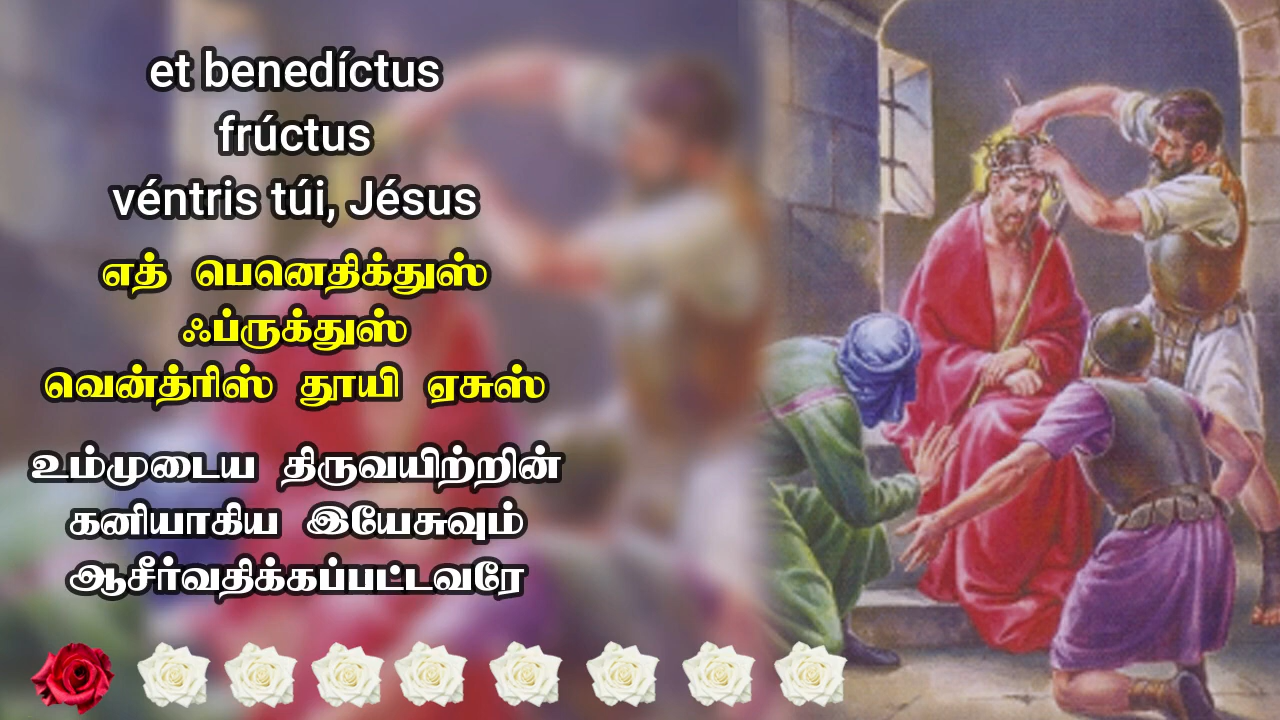 et benedíctus
frúctus
véntris túi, Jésus
எத் பெனெதிக்துஸ்
ஃப்ருக்துஸ்
வென்த்ரிஸ் தூயி ஏசுஸ்
உம்முடைய திருவயிற்றின்
கனியாகிய இயேசுவும்
ஆசீர்வதிக்கப்பட்டவரே